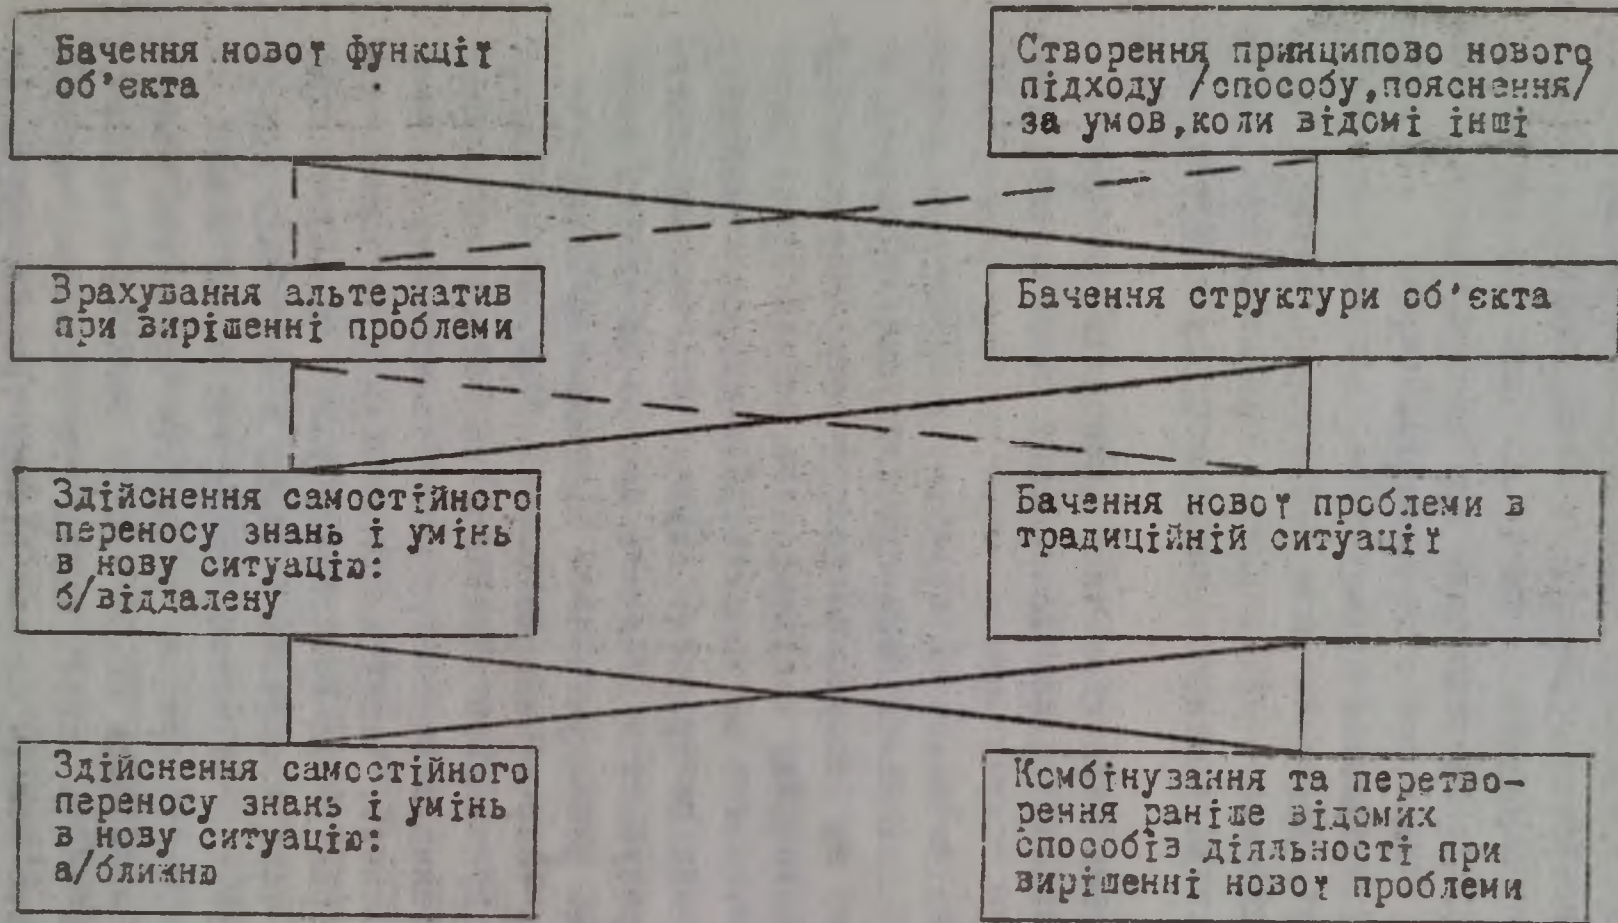 Бачення нової функції
об'єкта
Створення принципово нового
підходу /способу,пояснення/
за умов,коли відомі інші
Врахування альтернатив
при вирішенні проблеми
Бачення структури об'єкта
Здійснення самостійного
переносу знань і умінь
в нову ситуацію:
б/віддалену
Бачення нової проблеми в
традиційній ситуації
Здійснення самостійного
переносу знань і умінь
в нову ситуацію:
а/ближню
Комбінування та перетво-
рення раніше відомих
способів діяльності при
вирішенні нової проблеми